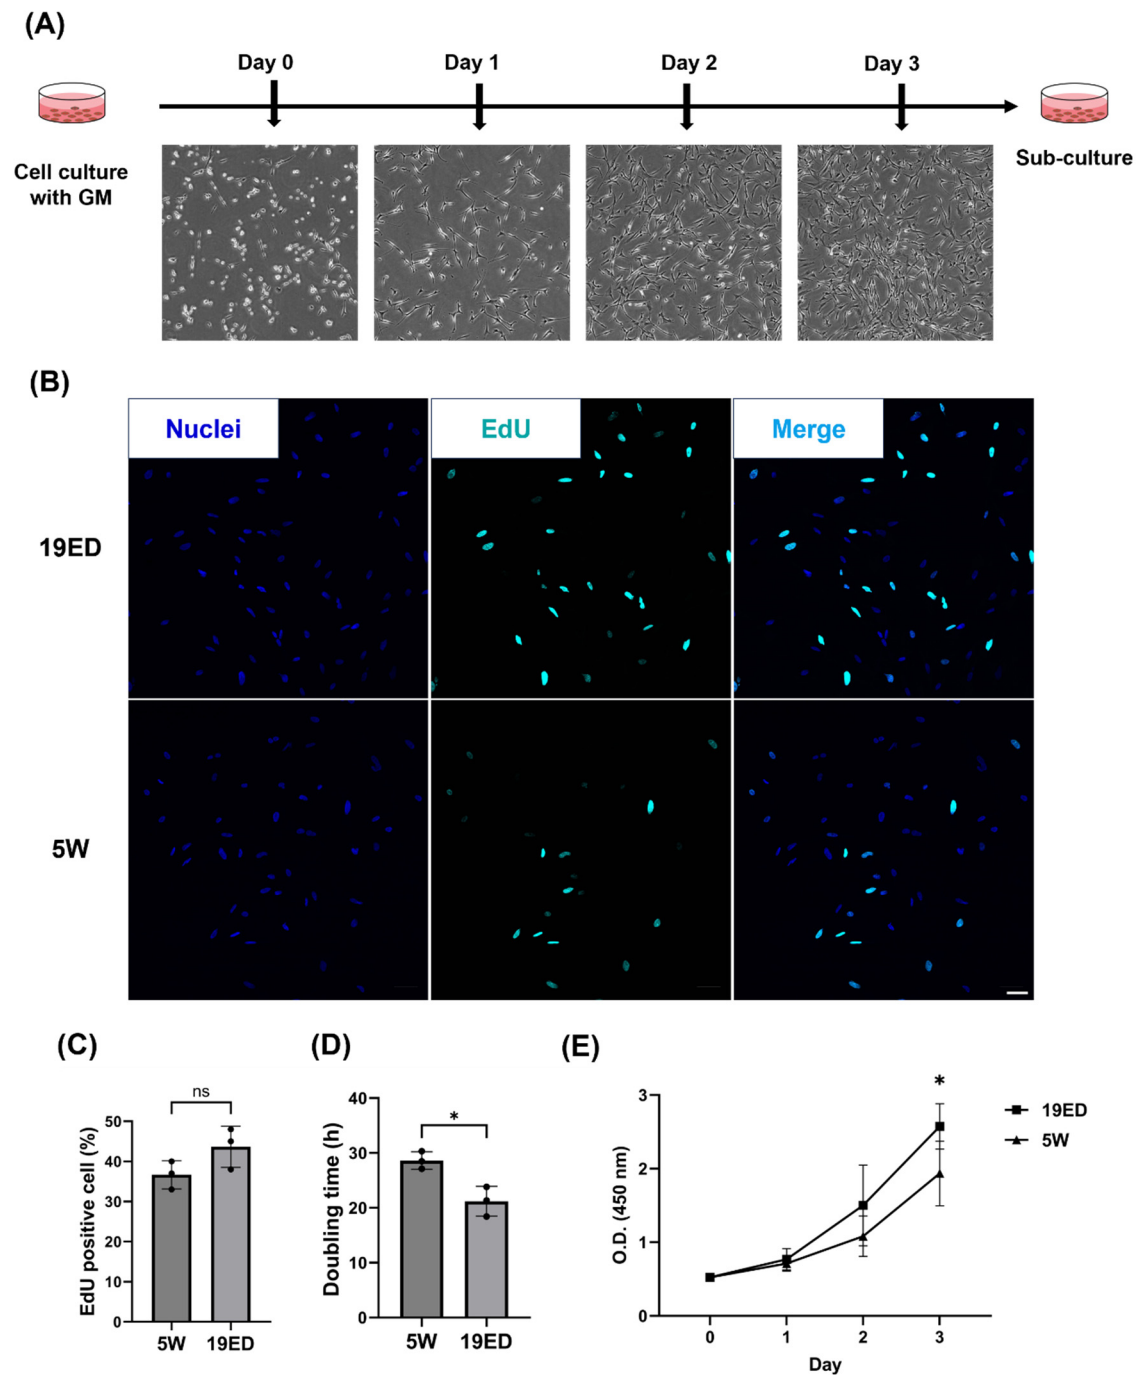 (A)
Day 0
Day 1
Day 2
Day 3
Cell culture
with GM
Sub-culture
(B)
Nuclei
EdU
Merge
19ED
5W
(C)
ns
EdU positive cell (%)
50
40
30
20
10
0
5W
19ED
(D)
*
Doubling time (h)
40
30
20
10
0
5W
19ED
(E)
*
O.D. (450 nm)
3
2
1
0
0
1
2
3
Day
19ED
5W